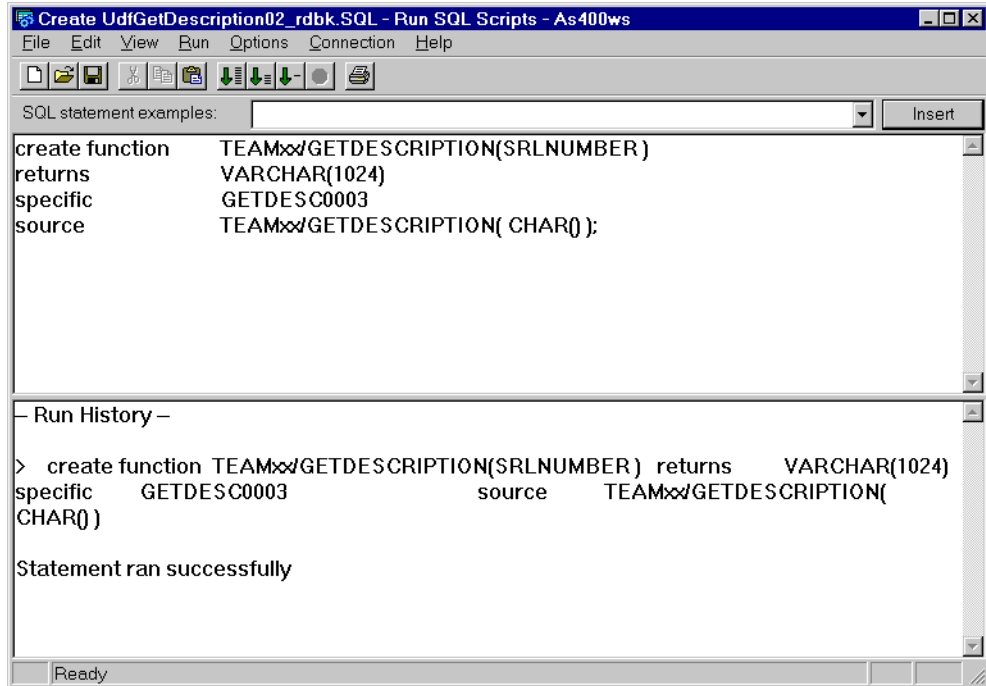 Create UdfGetDescription02_rdbk.SQL - Run SQL Scripts - As400ws
File Edit View Run Options Connection Help
SQL statement examples: Insert
create function TEAMxx/GETDESCRIPTION(SRLNUMBER )
returns VARCHAR(1024)
specific GETDESC0003
source TEAMxx/GETDESCRIPTION( CHAR() );
– Run History –
> create function TEAMxx/GETDESCRIPTION(SRLNUMBER ) returns VARCHAR(1024)
specific GETDESC0003 source TEAMxx/GETDESCRIPTION(
CHAR() )
Statement ran successfully
Ready